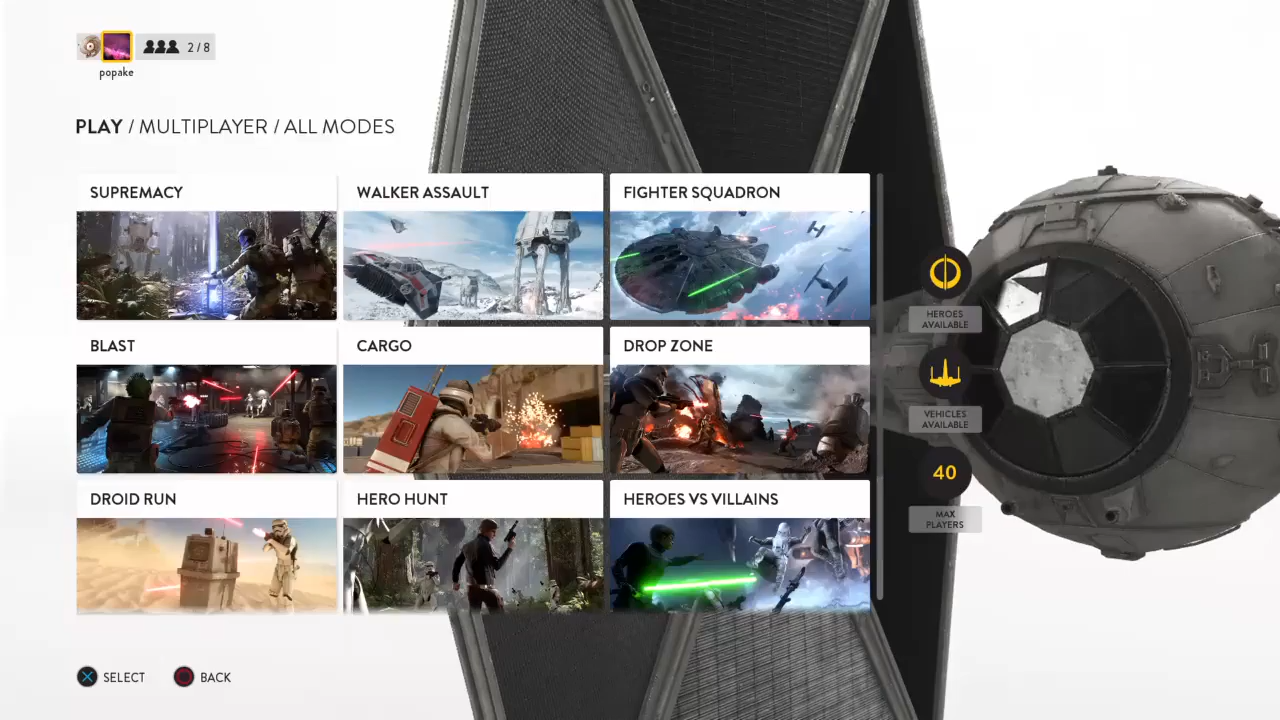 2 / 8
popake
PLAY / MULTIPLAYER / ALL MODES
SUPREMACY
WALKER ASSAULT
FIGHTER SQUADRON
HEROES
AVAILABLE
BLAST
CARGO
DROP ZONE
VEHICLES
AVAILABLE
40
MAX
PLAYERS
DROID RUN
HERO HUNT
HEROES VS VILLAINS
SELECT
BACK